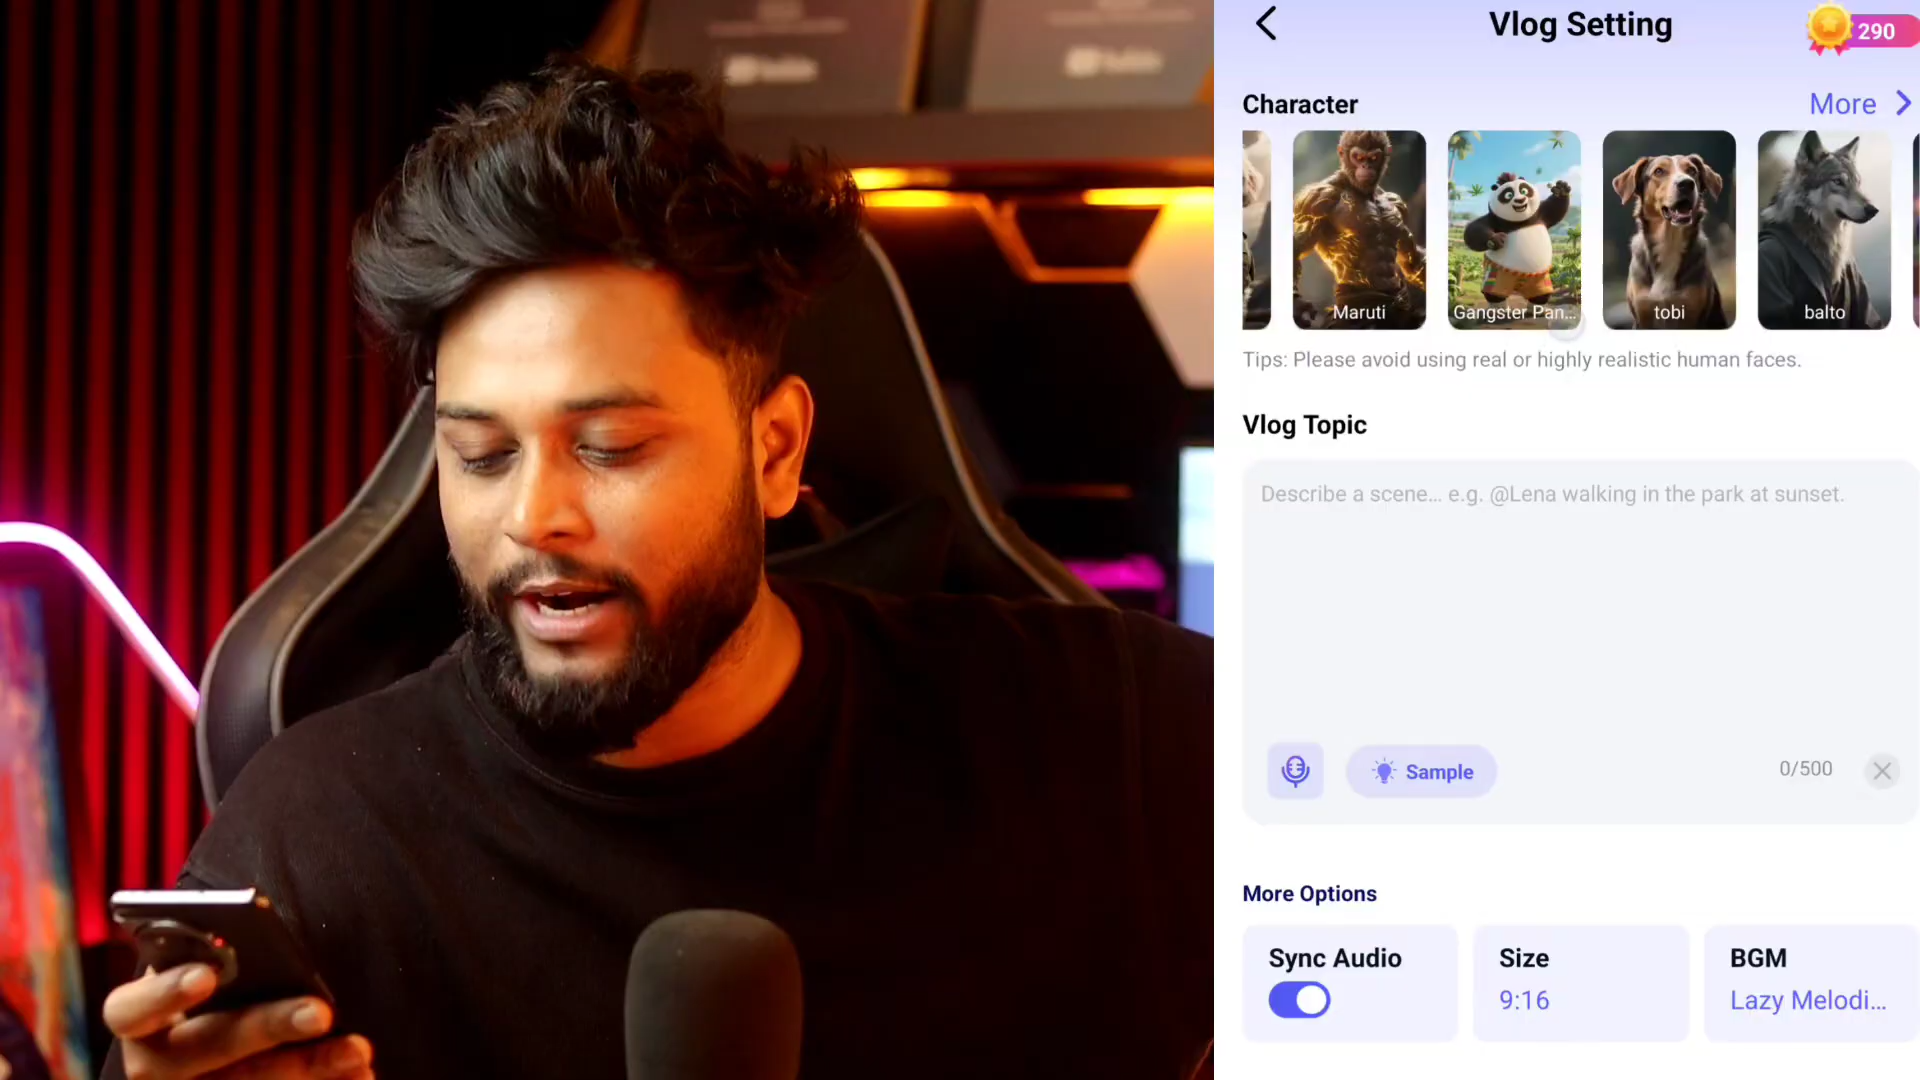 Vlog Setting
290
Character
More
Maruti
Gangster Pan...
tobi
balto
Tips: Please avoid using real or highly realistic human faces.
Vlog Topic
Describe a scene... e.g. @Lena walking in the park at sunset.
Sample
0/500
More Options
Sync Audio
Size
BGM
9:16
Lazy Melodi...